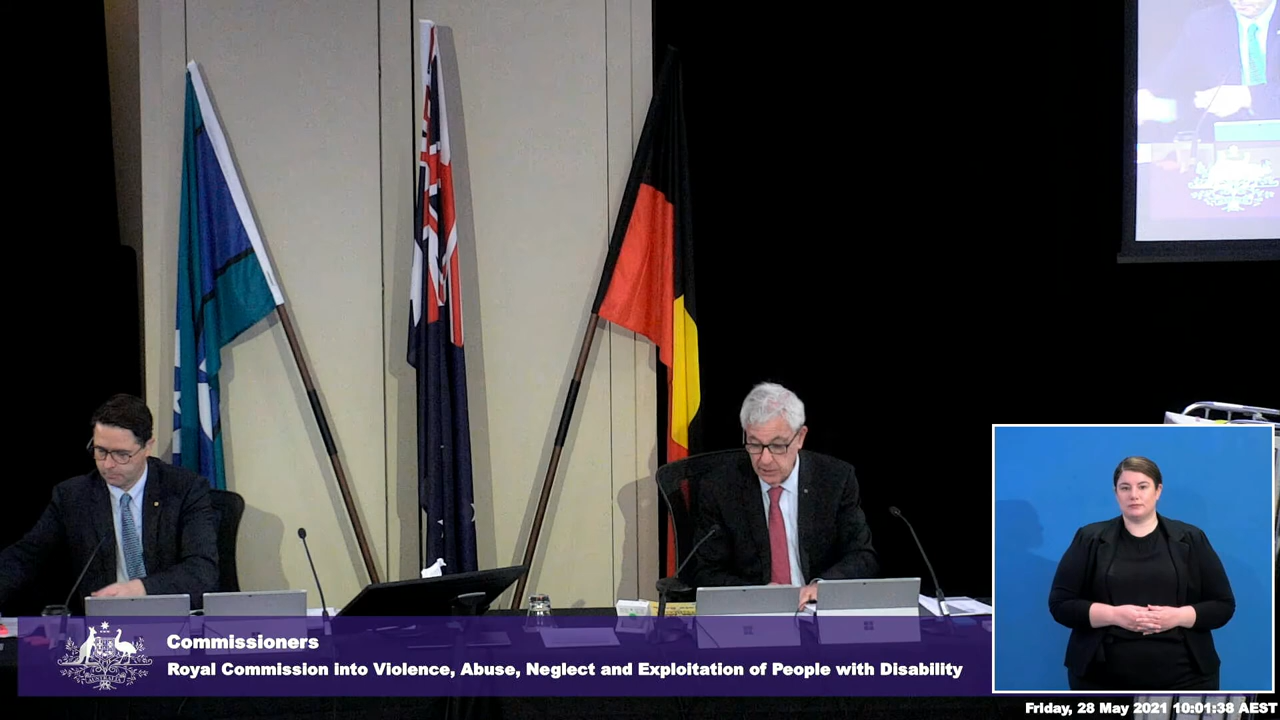 Commissioners
Royal Commission into Violence, Abuse, Neglect and Exploitation of People with Disability
Friday, 28 May 2021 10:01:38 AEST